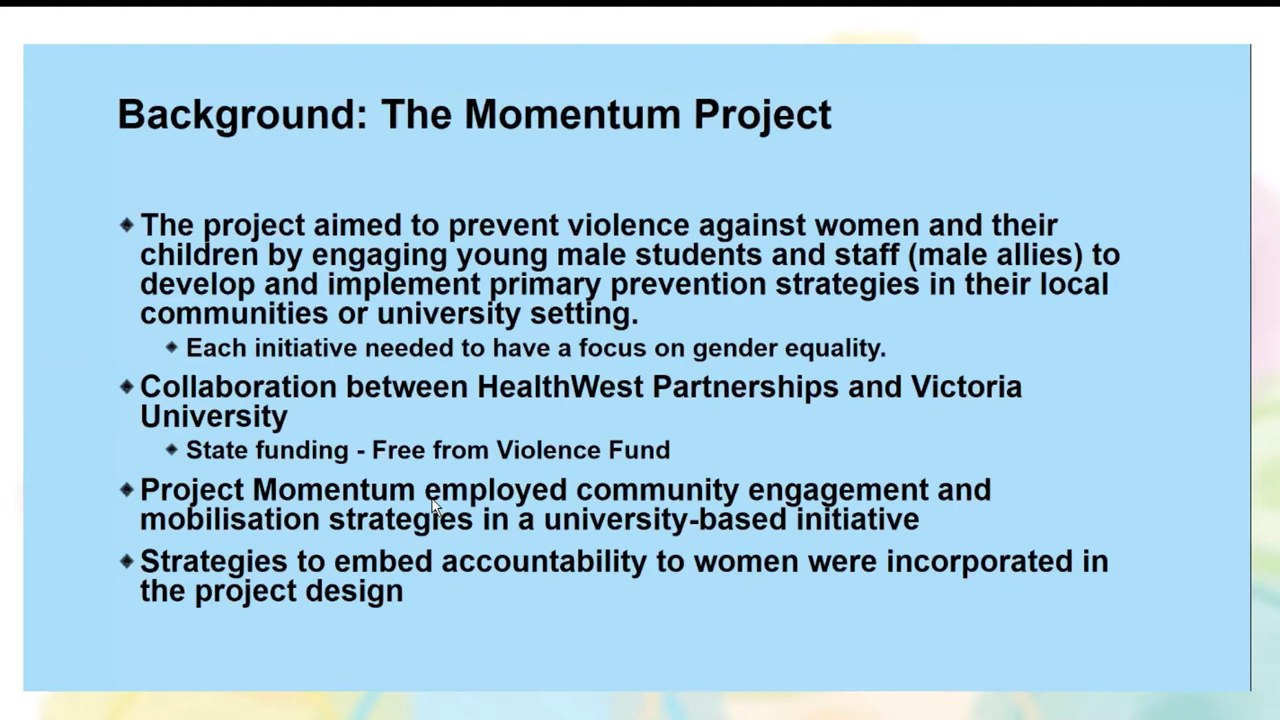 Background: The Momentum Project
The project aimed to prevent violence against women and their
children by engaging young male students and staff (male allies) to
develop and implement primary prevention strategies in their local
communities or university setting.
Each initiative needed to have a focus on gender equality.
Collaboration between HealthWest Partnerships and Victoria
University
State funding - Free from Violence Fund
Project Momentum employed community engagement and
mobilisation strategies in a university-based initiative
Strategies to embed accountability to women were incorporated in
the project design